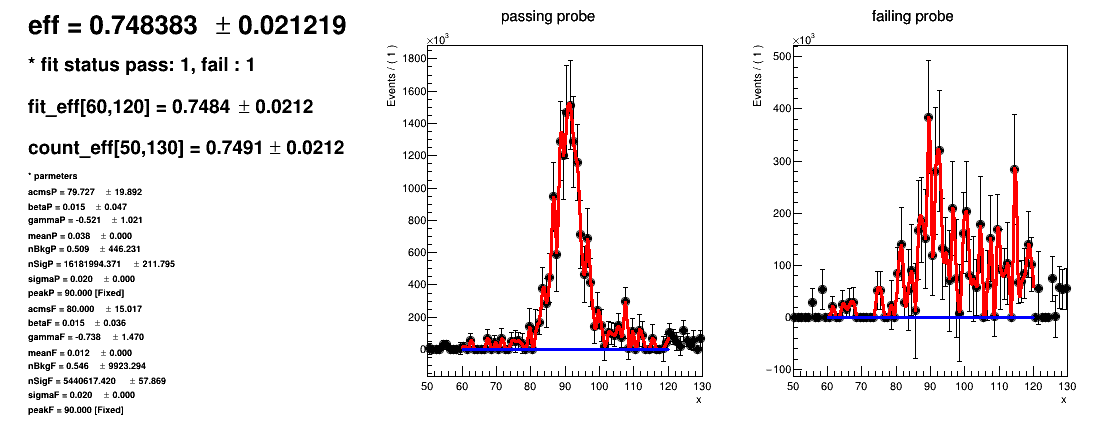 eff = 0.748383 ± 0.021219
* fit status pass: 1, fail : 1
fit_eff[60,120] = 0.7484 ± 0.0212
count_eff[50,130] = 0.7491 ± 0.0212
* parmeters
acmsP = 79.727 ± 19.892
betaP = 0.015 ± 0.047
gammaP = -0.521 ± 1.021
meanP = 0.038 ± 0.000
nBkgP = 0.509 ± 446.231
nSigP = 16181994.371 ± 211.795
sigmaP = 0.020 ± 0.000
peakP = 90.000 [Fixed]
acmsF = 80.000 ± 15.017
betaF = 0.015 ± 0.036
gammaF = -0.738 ± 1.470
meanF = 0.012 ± 0.000
nBkgF = 0.546 ± 9923.294
nSigF = 5440617.420 ± 57.869
sigmaF = 0.020 ± 0.000
peakF = 90.000 [Fixed]
passing probe
×10³
Events / ( 1 )
1800
1600
1400
1200
1000
800
600
400
200
0
50 60 70 80 90 100 110 120 130
x
failing probe
×10³
Events / ( 1 )
500
400
300
200
100
0
−100
50 60 70 80 90 100 110 120 130
x